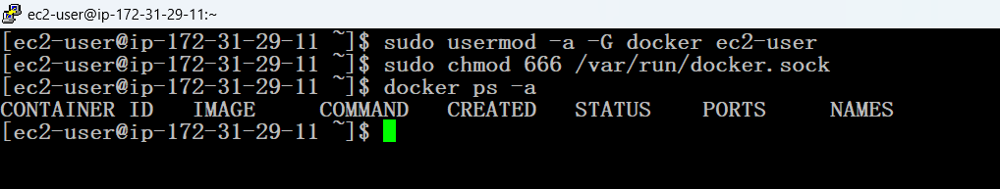 ec2-user@ip-172-31-29-11:~
[ec2-user@ip-172-31-29-11 ~]$ sudo usermod -a -G docker ec2-user
[ec2-user@ip-172-31-29-11 ~]$ sudo chmod 666 /var/run/docker.sock
[ec2-user@ip-172-31-29-11 ~]$ docker ps -a
CONTAINER ID   IMAGE     COMMAND   CREATED   STATUS    PORTS     NAMES
[ec2-user@ip-172-31-29-11 ~]$